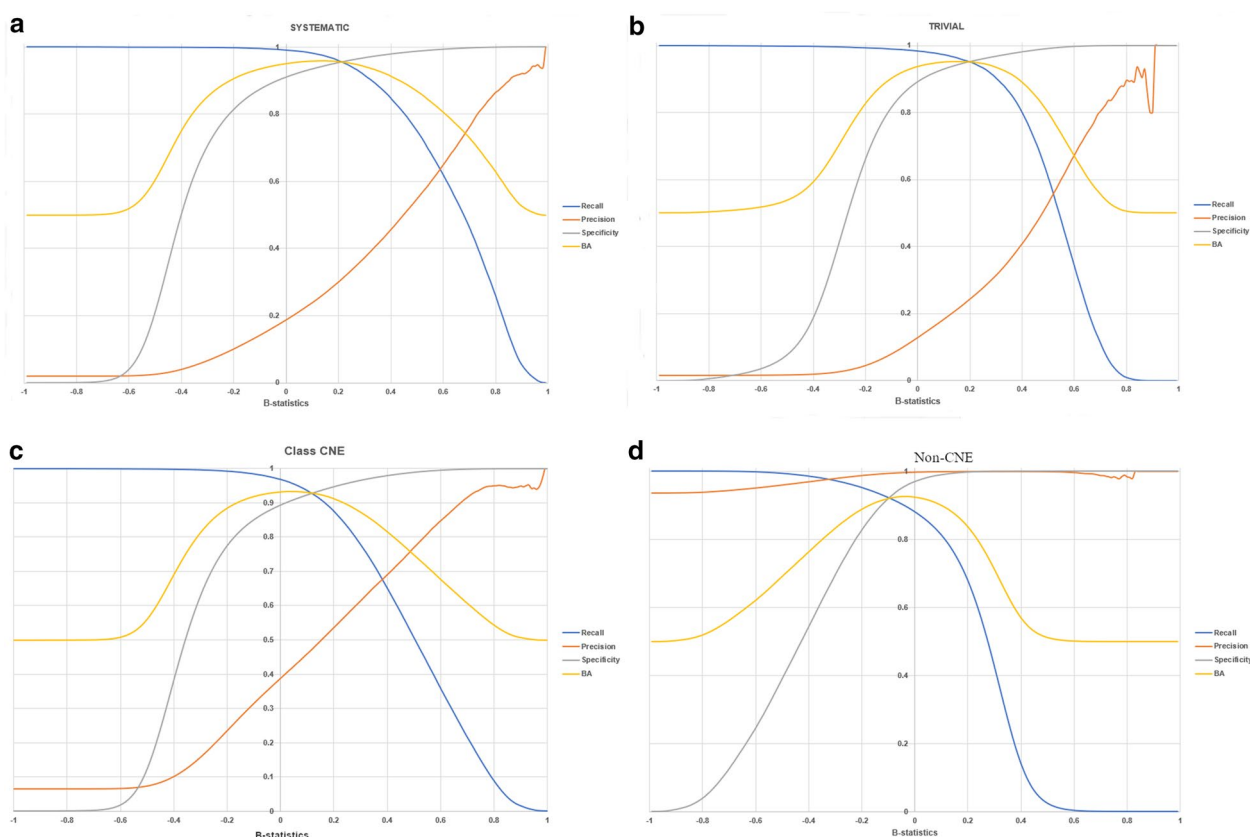 a
SYSTEMATIC
1
0.8
0.6
0.4
0.2
0
-1 -0.8 -0.6 -0.4 -0.2 0 0.2 0.4 0.6 0.8 1
B-statistics
Recall
Precision
Specificity
BA
b
TRIVIAL
1
0.8
0.6
0.4
0.2
0
-1 -0.8 -0.6 -0.4 -0.2 0 0.2 0.4 0.6 0.8 1
B-statistics
Recall
Precision
Specificity
BA
c
Class CNE
1
0.9
0.8
0.7
0.6
0.5
0.4
0.3
0.2
0.1
0
-1 -0.8 -0.6 -0.4 -0.2 0 0.2 0.4 0.6 0.8 1
B-statistics
Recall
Precision
Specificity
BA
d
Non-CNE
1
0.8
0.6
0.4
0.2
0
-1 -0.8 -0.6 -0.4 -0.2 0 0.2 0.4 0.6 0.8 1
B-statistics
Recall
Precision
Specificity
BA